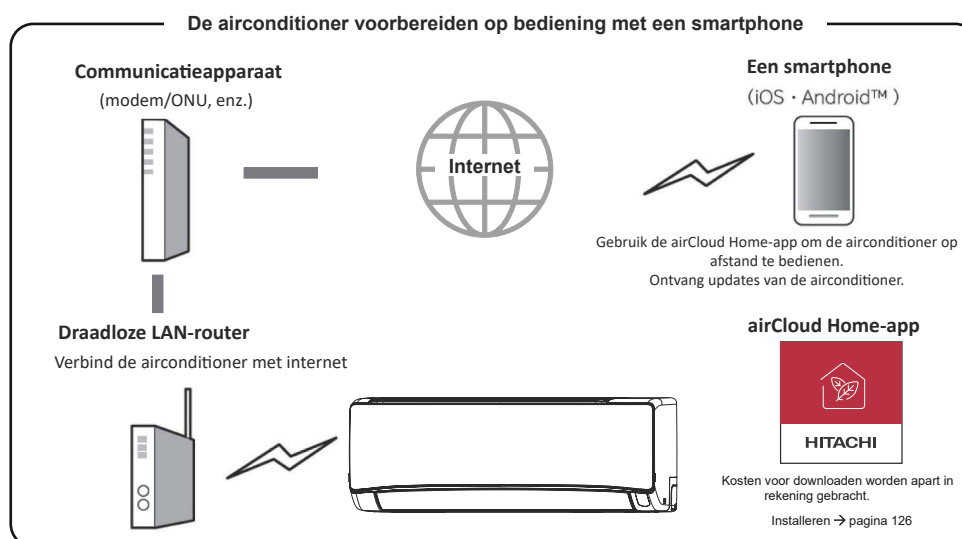 De airconditioner voorbereiden op bediening met een smartphone
Communicatieapparaat
(modem/ONU, enz.)
Internet
Een smartphone
(iOS・Android™)
Gebruik de airCloud Home-app om de airconditioner op
afstand te bedienen.
Ontvang updates van de airconditioner.
Draadloze LAN-router
Verbind de airconditioner met internet
airCloud Home-app
HITACHI
Kosten voor downloaden worden apart in
rekening gebracht.
Installeren → pagina 126